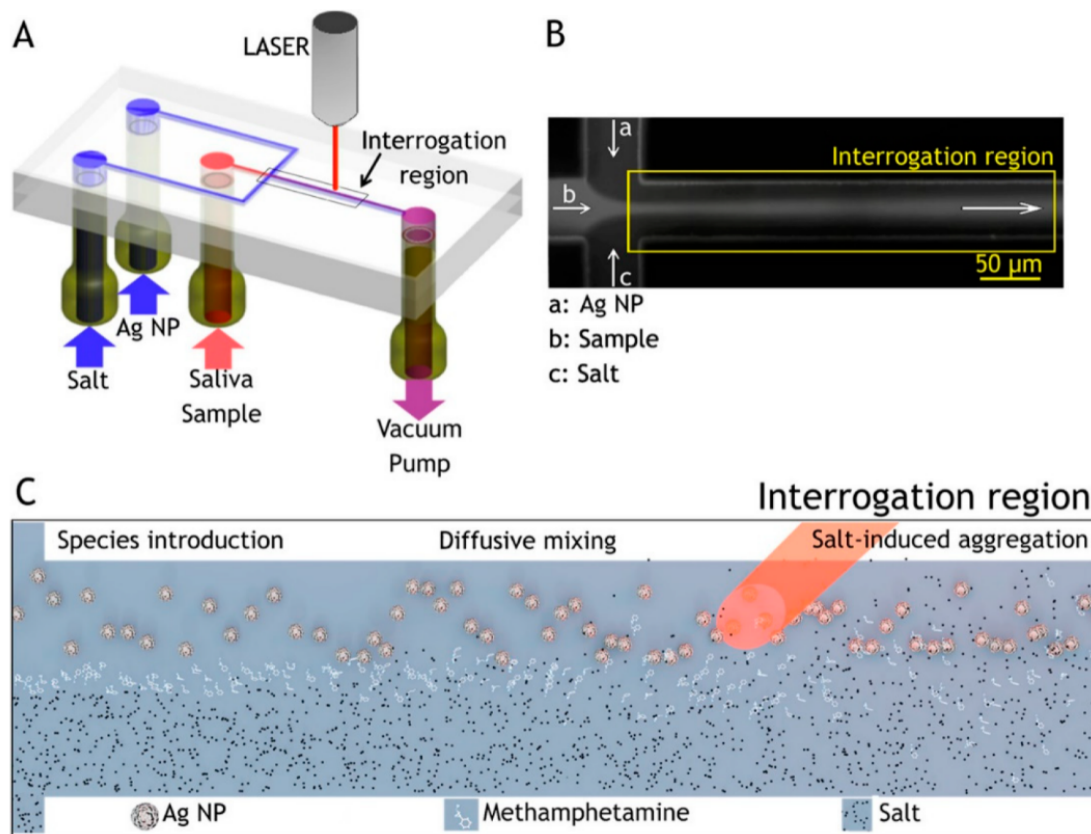 A
LASER
Interrogation
region
Ag NP
Salt
Saliva
Sample
Vacuum
Pump
B
a
Interrogation region
b
c
50 µm
a: Ag NP
b: Sample
c: Salt
C
Interrogation region
Species introduction
Diffusive mixing
Salt-induced aggregation
Ag NP
Methamphetamine
Salt